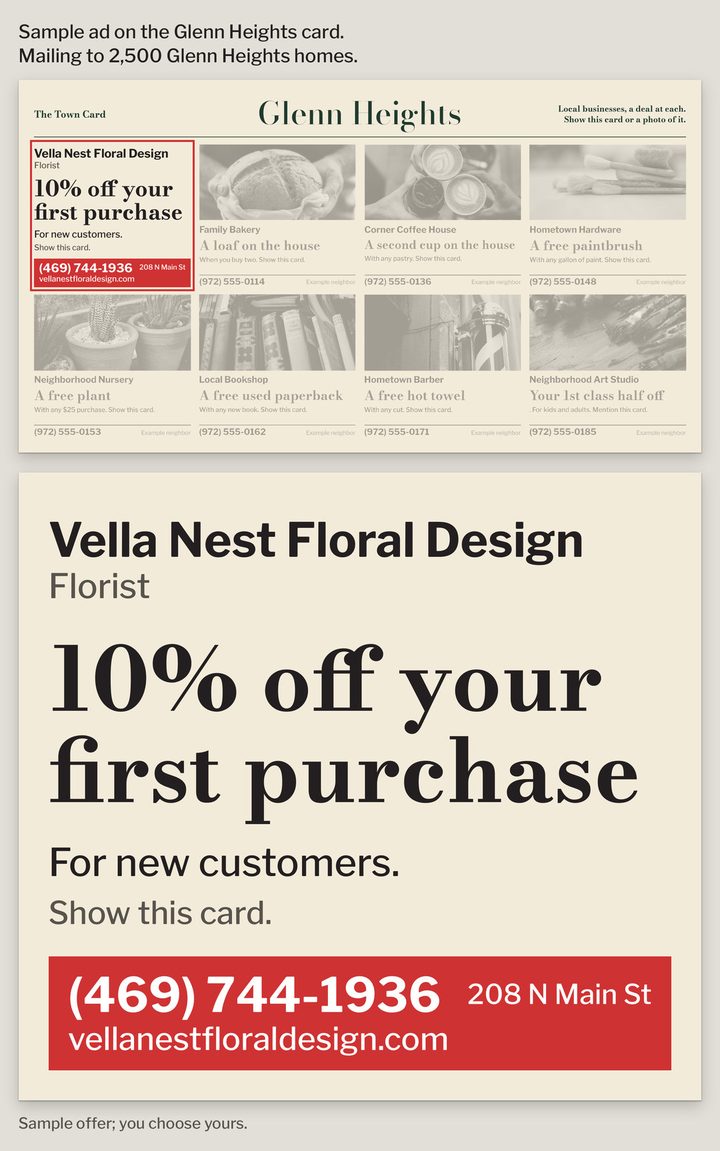 Sample ad on the Glenn Heights card.
Mailing to 2,500 Glenn Heights homes.
The Town Card
Glenn Heights
Local businesses, a deal at each.
Show this card or a photo of it.
Vella Nest Floral Design
Florist
10% off your
first purchase
For new customers.
Show this card.
(469) 744-1936 208 N Main St
vellanestfloraldesign.com
Family Bakery
A loaf on the house
When you buy two. Show this card.
(972) 555-0114 Example neighbor
Corner Coffee House
A second cup on the house
With any pastry. Show this card.
(972) 555-0136 Example neighbor
Hometown Hardware
A free paintbrush
With any gallon of paint. Show this card.
(972) 555-0148 Example neighbor
Neighborhood Nursery
A free plant
With any $25 purchase. Show this card.
(972) 555-0153 Example neighbor
Local Bookshop
A free used paperback
With any new book. Show this card.
(972) 555-0162 Example neighbor
Hometown Barber
A free hot towel
With any cut. Show this card.
(972) 555-0171 Example neighbor
Neighborhood Art Studio
Your 1st class half off
For kids and adults. Mention this card.
(972) 555-0185 Example neighbor
Vella Nest Floral Design
Florist
10% off your
first purchase
For new customers.
Show this card.
(469) 744-1936 208 N Main St
vellanestfloraldesign.com
Sample offer; you choose yours.